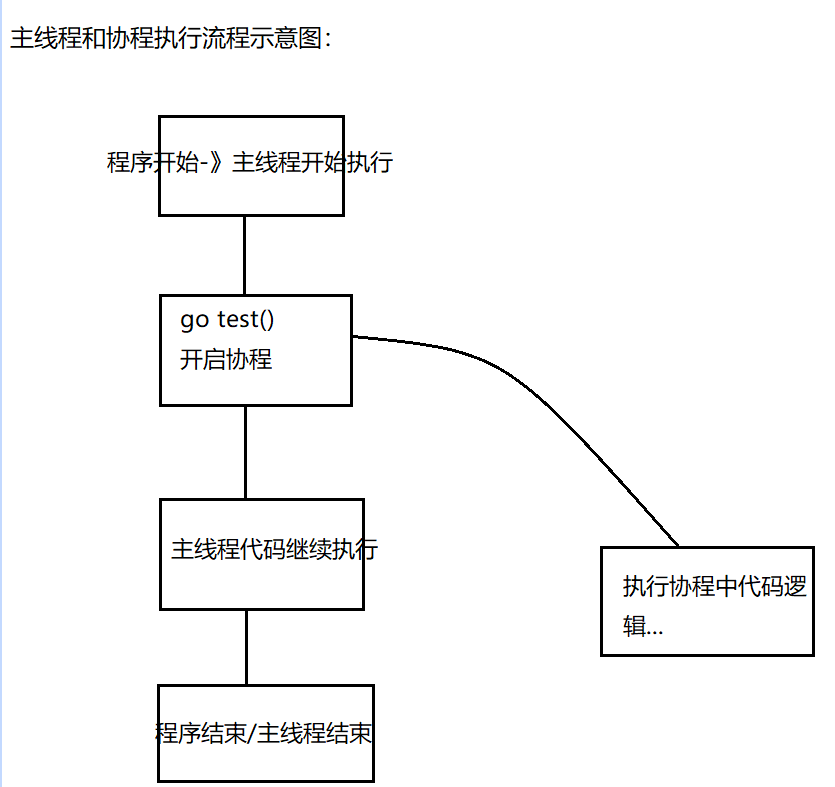 主线程和协程执行流程示意图：
程序开始-》主线程开始执行
go test()
开启协程
主线程代码继续执行
执行协程中代码逻
辑...
程序结束/主线程结束